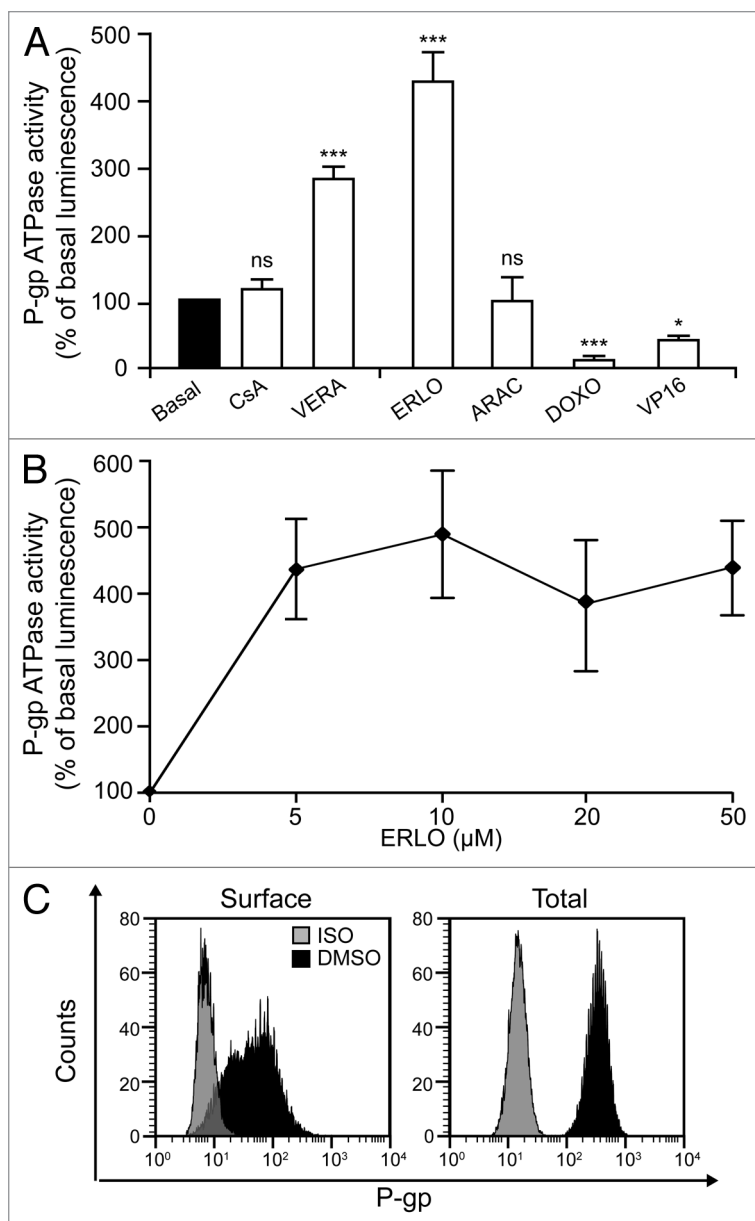 A
P-gp ATPase activity
(% of basal luminescence)
500
400
300
200
100
0
ns
***
***
ns
***
*
Basal
CsA
VERA
ERLO
ARAC
DOXO
VP16
B
P-gp ATPase activity
(% of basal luminescence)
600
500
400
300
200
100
0
5
10
20
50
ERLO (µM)
C
Surface
Total
Counts
80
60
40
20
0
ISO
DMSO
10⁰
10¹
10²
10³
10⁴
80
60
40
20
0
10⁰
10¹
10²
10³
10⁴
P-gp